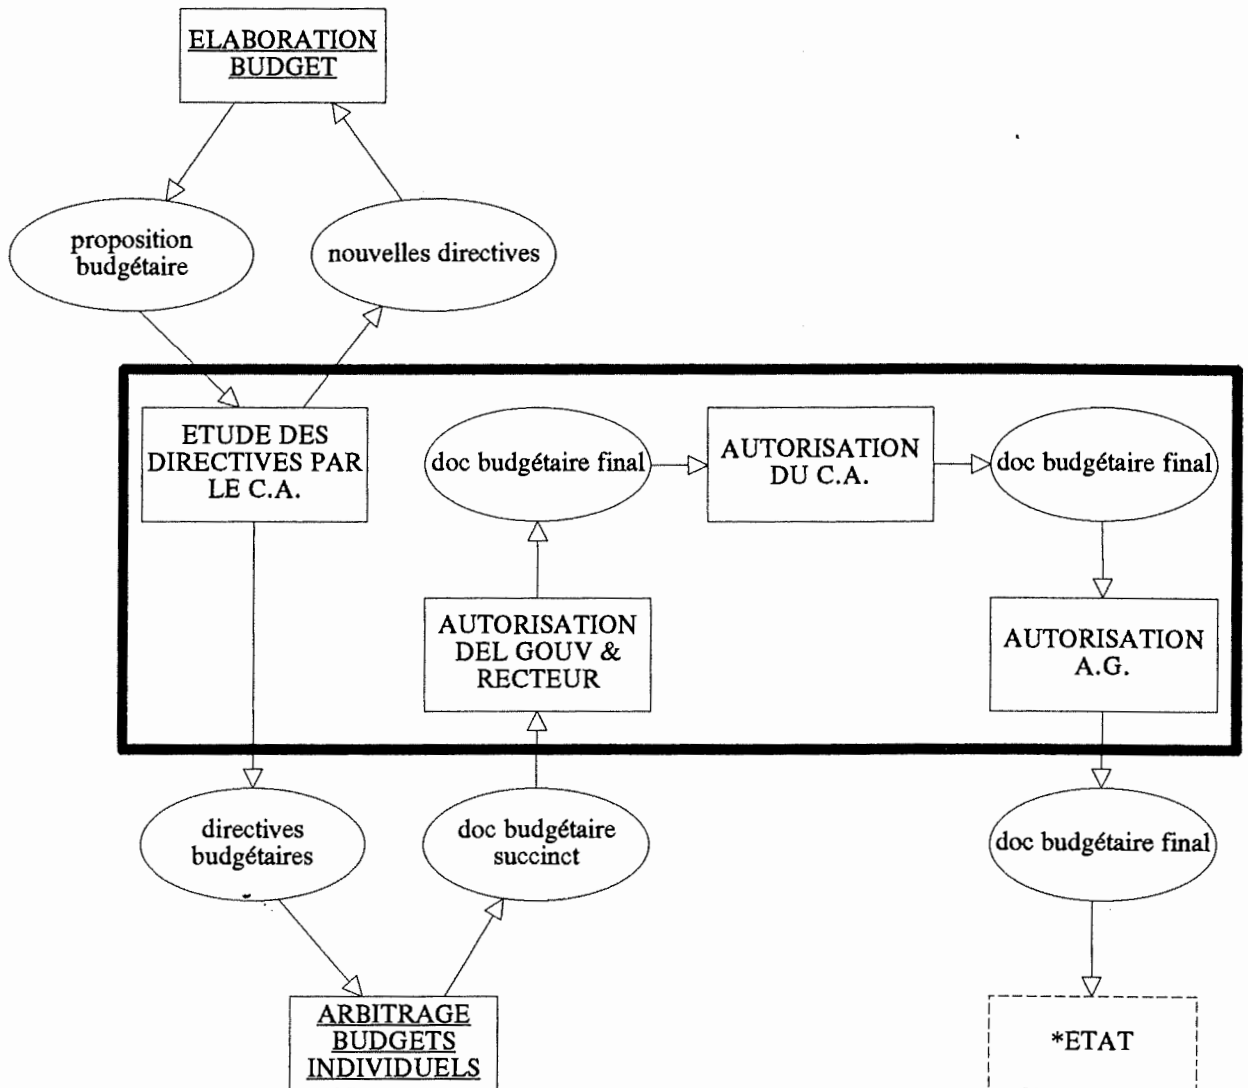 ELABORATION
BUDGET
proposition
budgétaire
nouvelles directives
ETUDE DES
DIRECTIVES PAR
LE C.A.
doc budgétaire final
AUTORISATION
DU C.A.
doc budgétaire final
AUTORISATION
DEL GOUV &
RECTEUR
AUTORISATION
A.G.
directives
budgétaires
doc budgétaire
succinct
doc budgétaire final
ARBITRAGE
BUDGETS
INDIVIDUELS
*ETAT